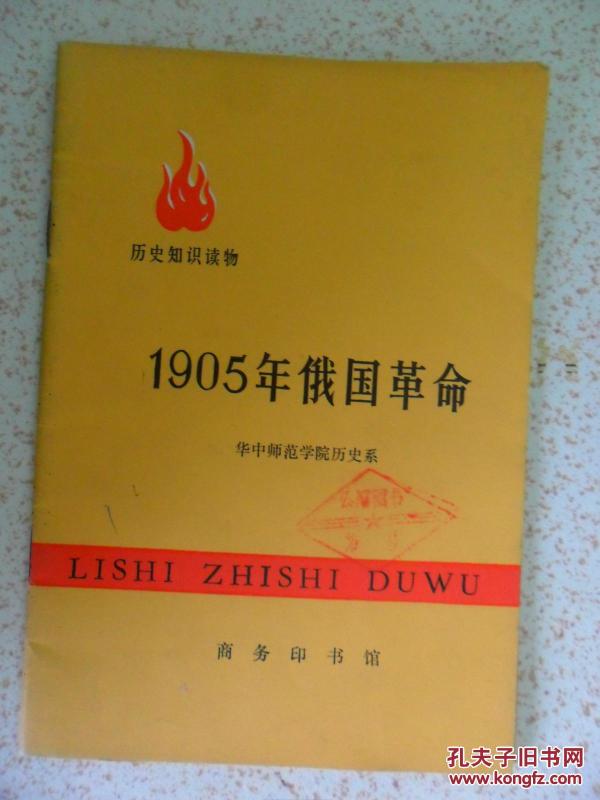 历史知识读物
1905年俄国革命
华中师范学院历史系
LISHI ZHISHI DUWU
商务印书馆
孔夫子旧书网
www.kongfz.com